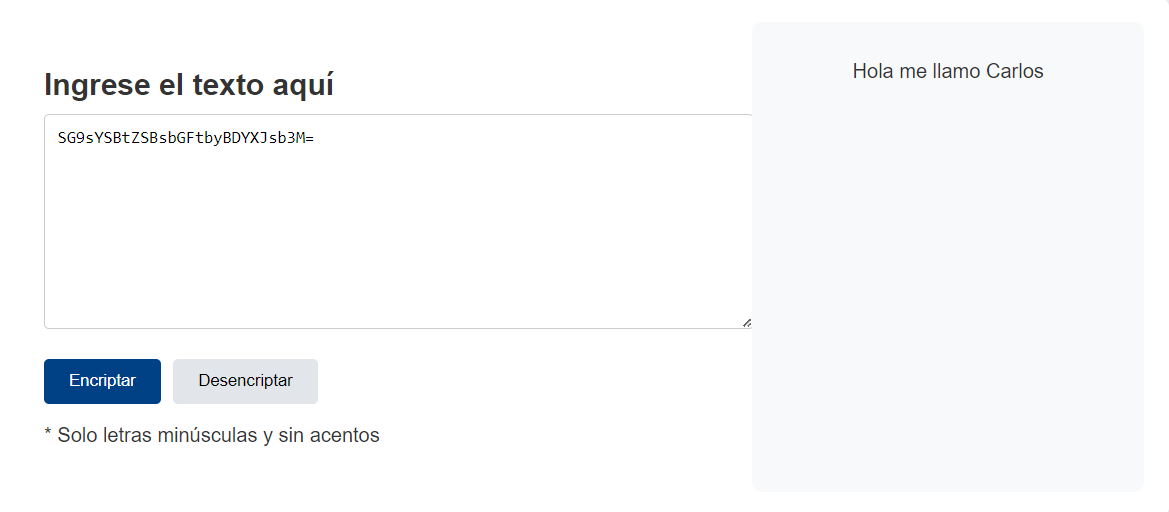 Ingrese el texto aquí
SG9sYSBtZSBsbGFtbyBDYXJsb3M=
Encriptar
Desencriptar
* Solo letras minúsculas y sin acentos
Hola me llamo Carlos